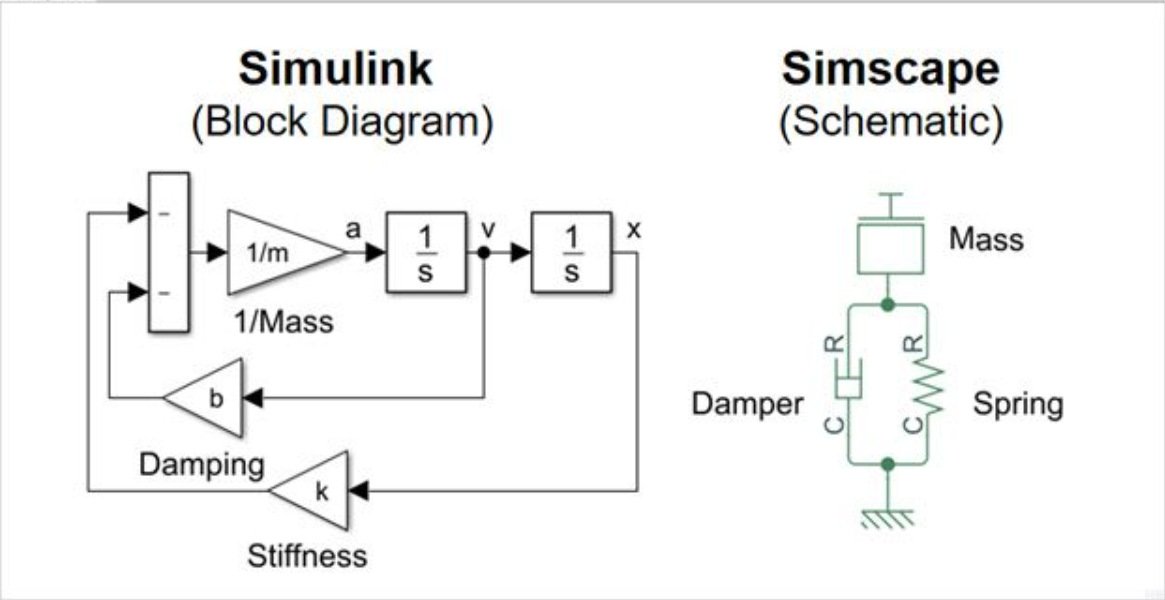 Simulink
(Block Diagram)
Simscape
(Schematic)
–
–
1/m
a
1
s
v
1
s
x
1/Mass
b
Damping
k
Stiffness
Mass
R
R
Damper
Spring
C
C